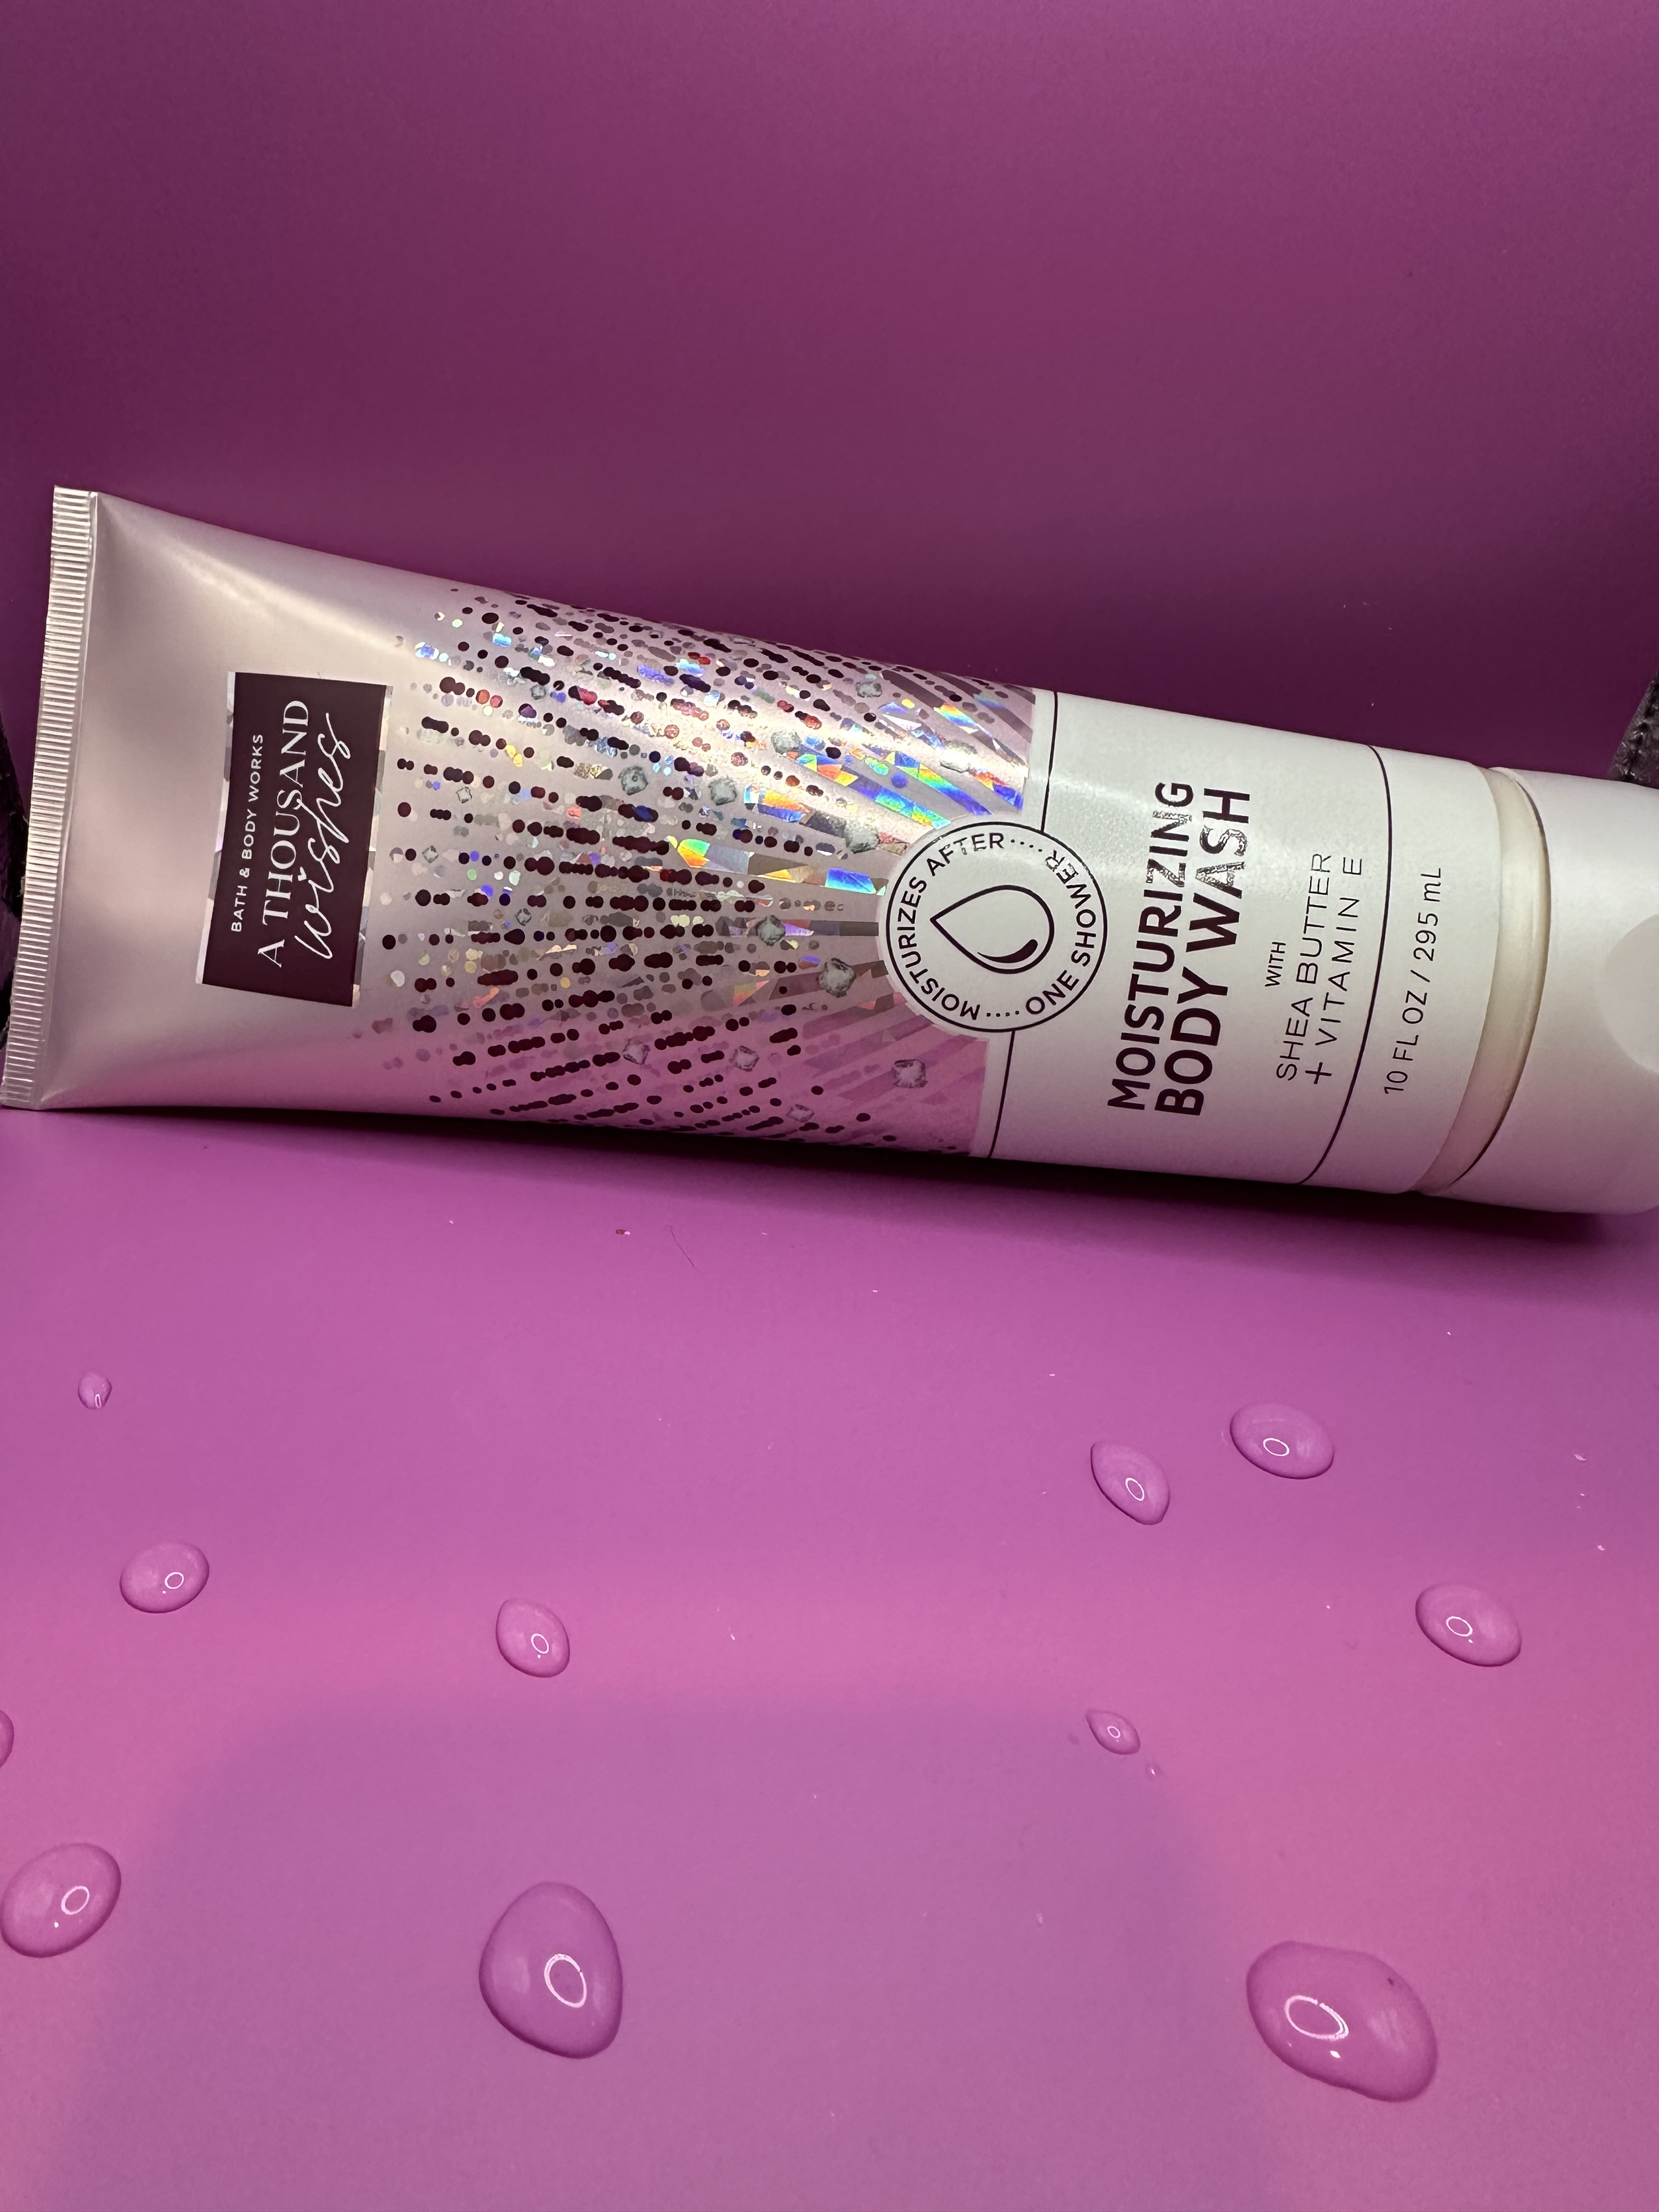 BATH & BODY WORKS
A THOUSAND
wishes
MOISTURIZES AFTER
ONE SHOWER
MOISTURIZING
BODY WASH
WITH
SHEA BUTTER
+ VITAMIN E
10 FL OZ / 295 mL